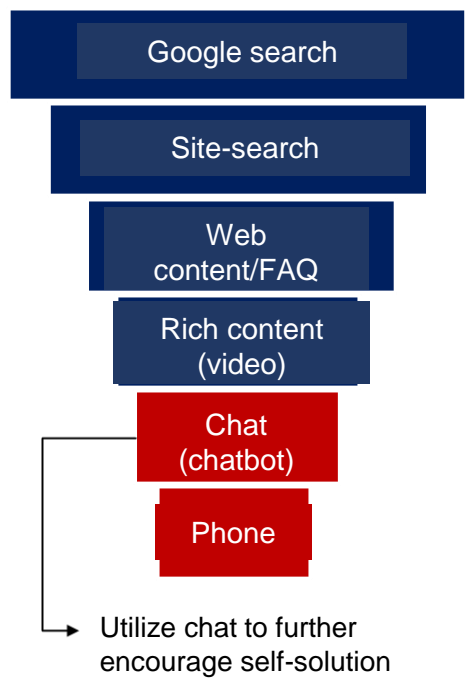 Google search
Site-search
Web
content/FAQ
Rich content
(video)
Chat
(chatbot)
Phone
Utilize chat to further
encourage self-solution